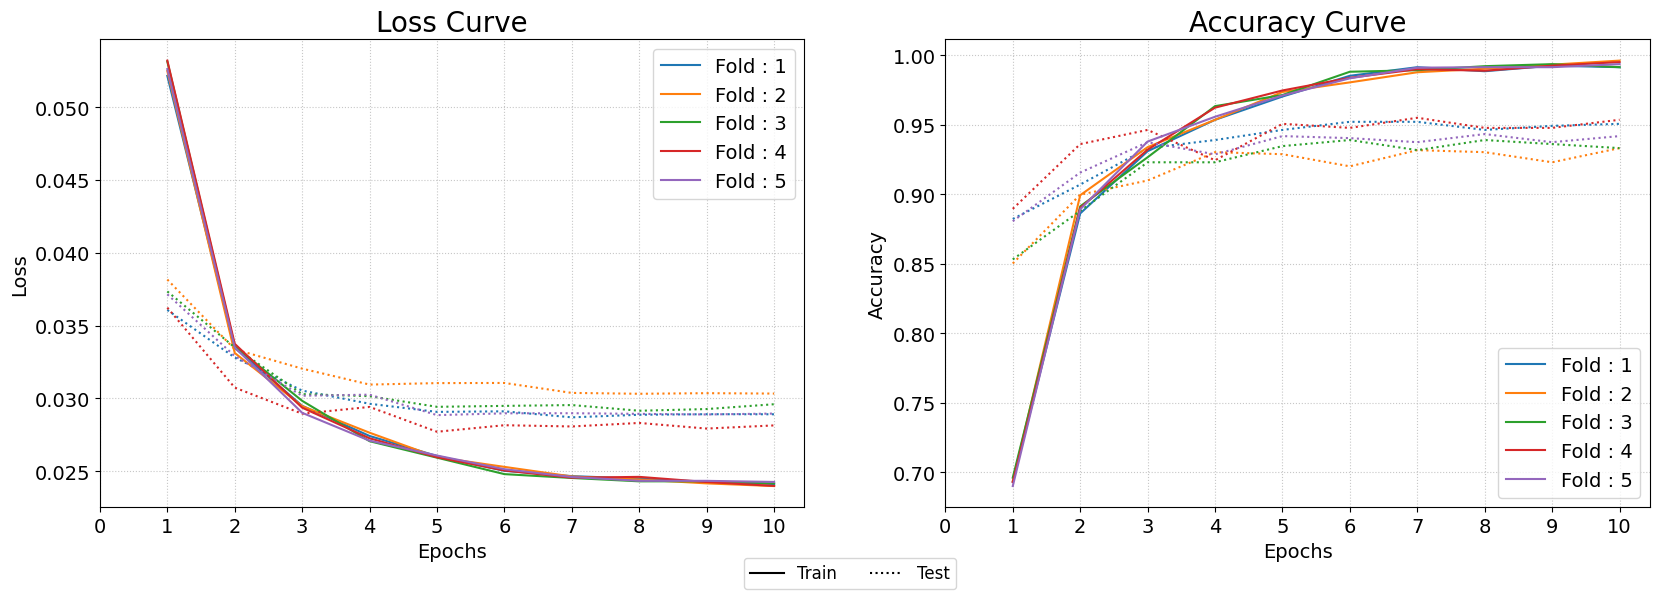 Loss Curve
0.050
0.045
0.040
0.035
0.030
0.025
Loss
Fold : 1
Fold : 2
Fold : 3
Fold : 4
Fold : 5
0 1 2 3 4 5 6 7 8 9 10
Epochs
Accuracy Curve
1.00
0.95
0.90
0.85
0.80
0.75
0.70
Accuracy
Fold : 1
Fold : 2
Fold : 3
Fold : 4
Fold : 5
0 1 2 3 4 5 6 7 8 9 10
Epochs
Train Test